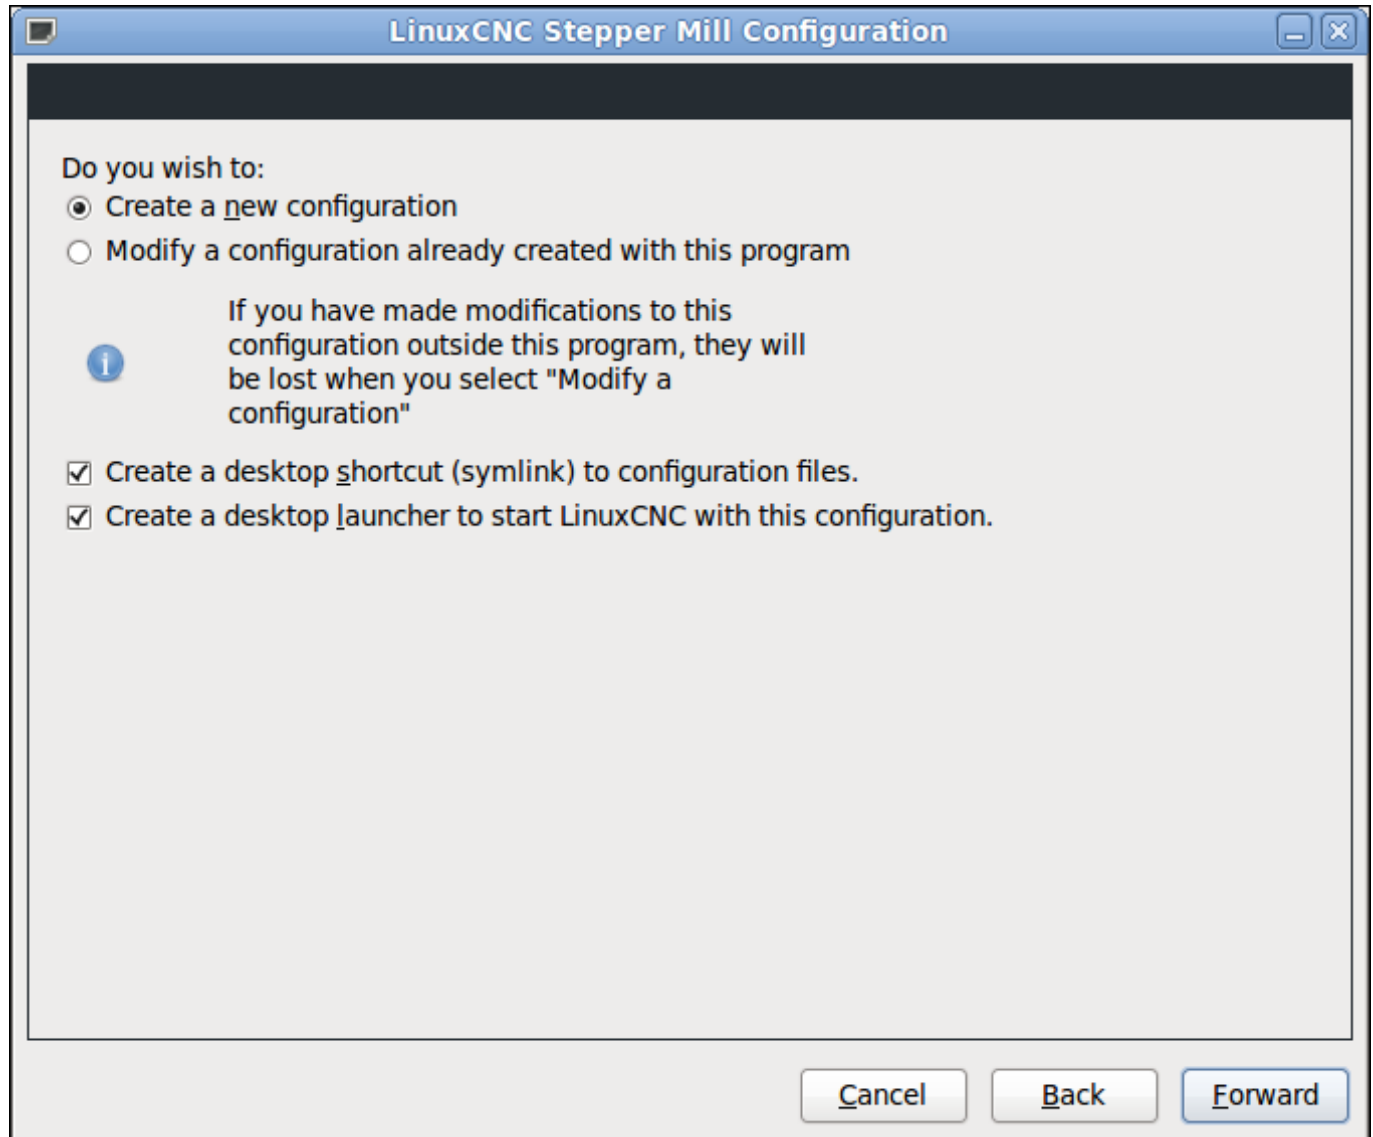 LinuxCNC Stepper Mill Configuration
Do you wish to:
Create a new configuration
Modify a configuration already created with this program
If you have made modifications to this
configuration outside this program, they will
be lost when you select "Modify a
configuration"
Create a desktop shortcut (symlink) to configuration files.
Create a desktop launcher to start LinuxCNC with this configuration.
Cancel Back Forward